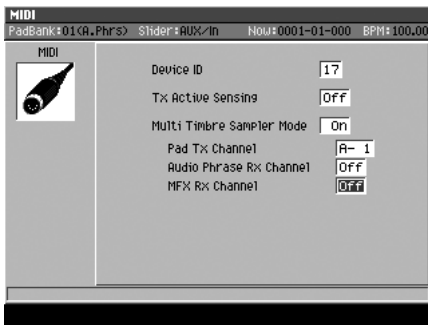 MIDI
PadBank:01(A.Phrs) Slider:AUX/In Now:0001-01-000 BPM:100.00
MIDI
Device ID 17
Tx Active Sensing Off
Multi Timbre Sampler Mode On
Pad Tx Channel A- 1
Audio Phrase Rx Channel Off
MFX Rx Channel Off